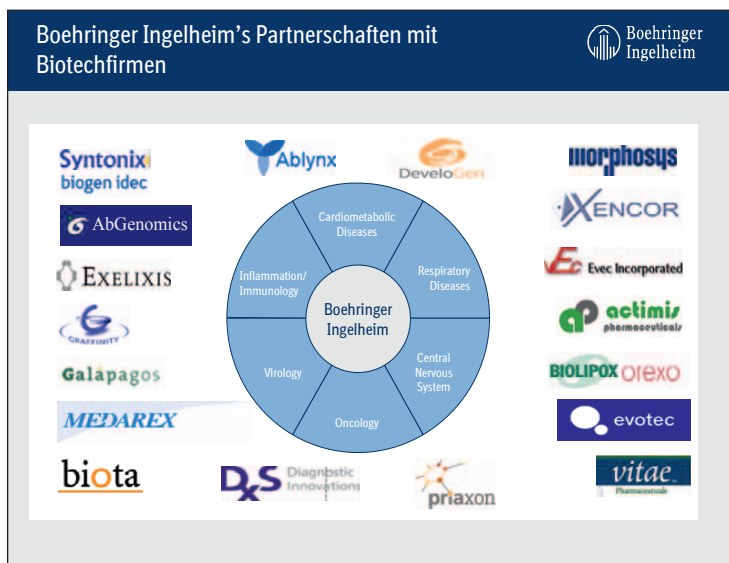 Boehringer Ingelheim's Partnerschaften mit
Biotechfirmen
Boehringer
Ingelheim
Syntonix
biogen idec
Ablynx
DeveloGen
morphosys
AbGenomics
XENCOR
EXELIXIS
Evec Incorporated
GRAFFINITY
actimis
pharmaceuticals
Galapagos
BIOLIPOX orexo
MEDAREX
evotec
biota
DxS Diagnostic
Innovations
priaxon
vitae
Pharmaceuticals
Cardiometabolic
Diseases
Respiratory
Diseases
Central
Nervous
System
Oncology
Virology
Inflammation/
Immunology
Boehringer
Ingelheim